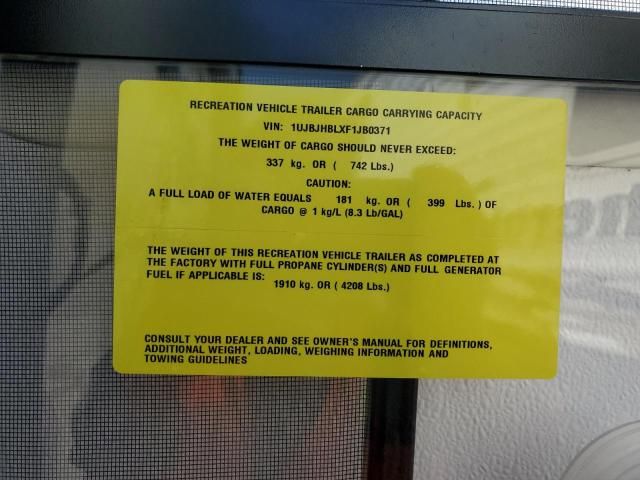 RECREATION VEHICLE TRAILER CARGO CARRYING CAPACITY
VIN: 1UJBJHBLXF1JB0371
THE WEIGHT OF CARGO SHOULD NEVER EXCEED:
337 kg. OR ( 742 Lbs.)
CAUTION:
A FULL LOAD OF WATER EQUALS 181 kg. OR ( 399 Lbs. ) OF
CARGO @ 1 kg/L (8.3 Lb/GAL)
THE WEIGHT OF THIS RECREATION VEHICLE TRAILER AS COMPLETED AT
THE FACTORY WITH FULL PROPANE CYLINDER(S) AND FULL GENERATOR
FUEL IF APPLICABLE IS:
1910 kg. OR ( 4208 Lbs.)
CONSULT YOUR DEALER AND SEE OWNER'S MANUAL FOR DEFINITIONS,
ADDITIONAL WEIGHT, LOADING, WEIGHING INFORMATION AND
TOWING GUIDELINES